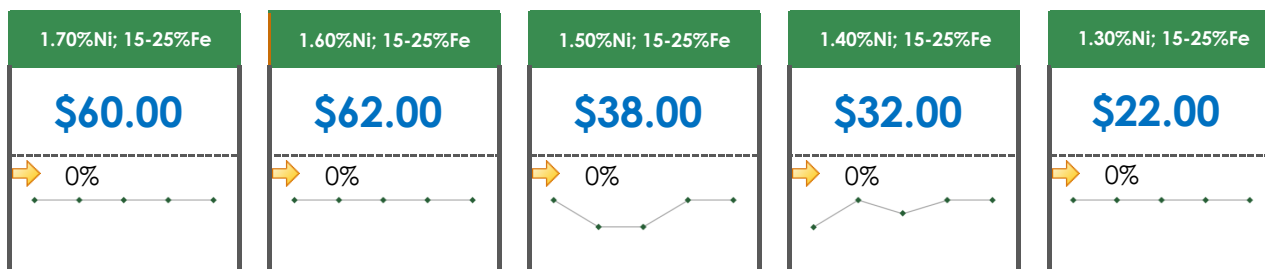 1.70%Ni; 15-25%Fe
$60.00
0%
1.60%Ni; 15-25%Fe
$62.00
0%
1.50%Ni; 15-25%Fe
$38.00
0%
1.40%Ni; 15-25%Fe
$32.00
0%
1.30%Ni; 15-25%Fe
$22.00
0%